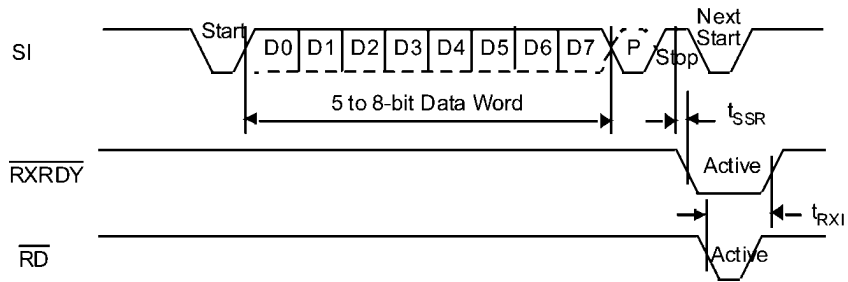 Next
Start Start
SI D0 D1 D2 D3 D4 D5 D6 D7 P Stop
5 to 8-bit Data Word tSSR
RXRDY Active
tRXI
RD Active